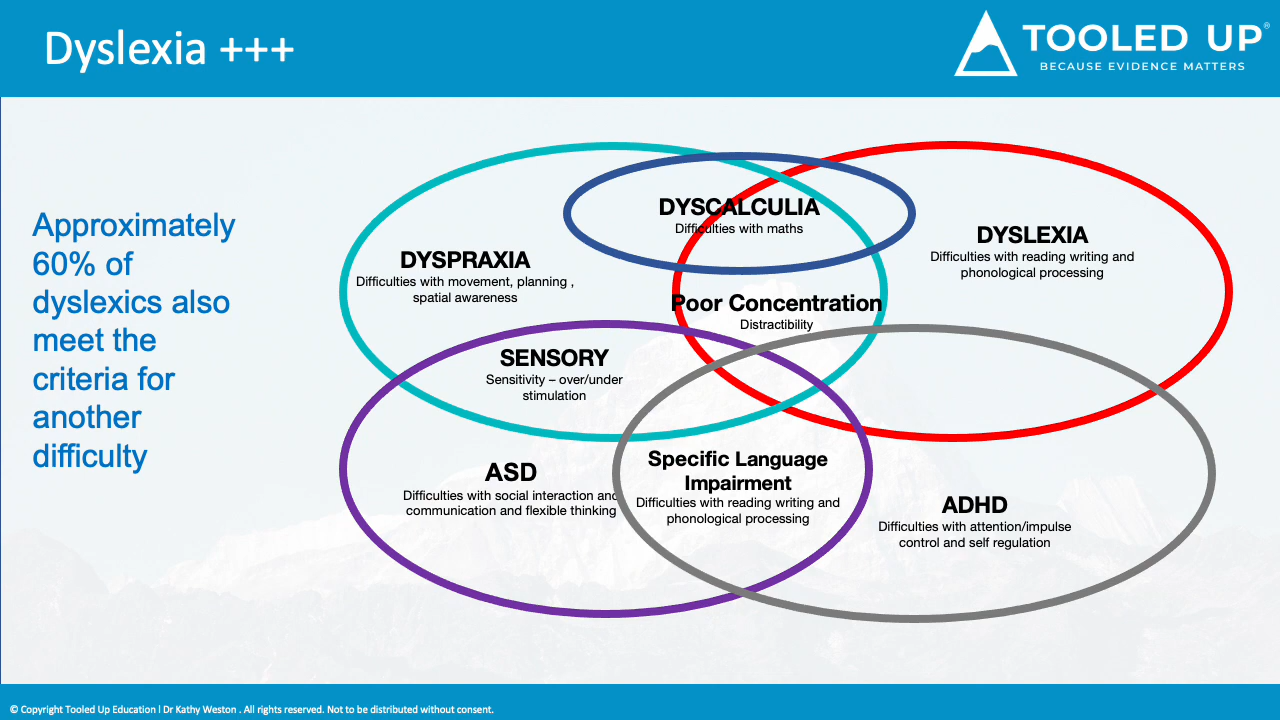 Dyslexia +++
TOOLED UP®
BECAUSE EVIDENCE MATTERS
Approximately
60% of
dyslexics also
meet the
criteria for
another
difficulty
DYSCALCULIA
Difficulties with maths
DYSLEXIA
Difficulties with reading writing and
phonological processing
DYSPRAXIA
Difficulties with movement, planning ,
spatial awareness
Poor Concentration
Distractibility
SENSORY
Sensitivity – over/under
stimulation
ASD
Difficulties with social interaction and
communication and flexible thinking
Specific Language
Impairment
Difficulties with reading writing and
phonological processing
ADHD
Difficulties with attention/impulse
control and self regulation
© Copyright Tooled Up Education l Dr Kathy Weston . All rights reserved. Not to be distributed without consent.